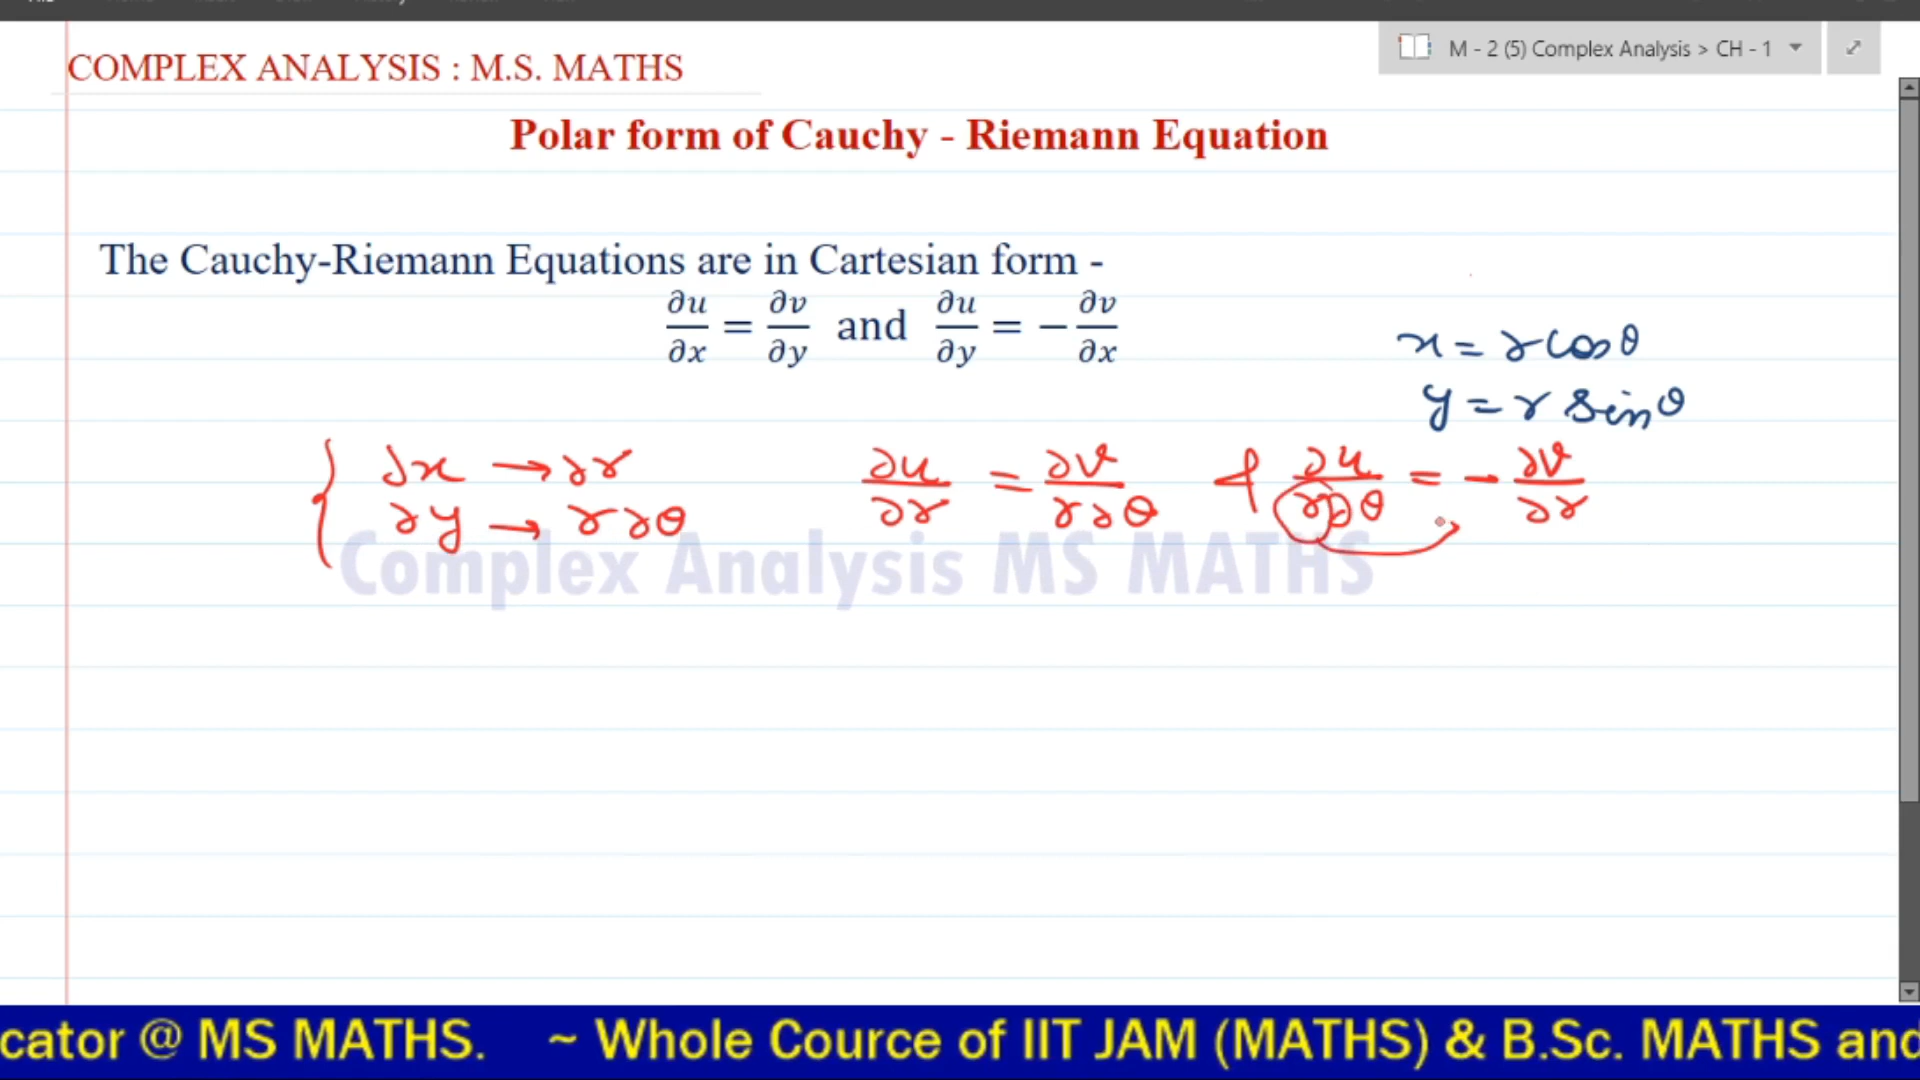 COMPLEX ANALYSIS : M.S. MATHS
M - 2 (5) Complex Analysis > CH - 1
Polar form of Cauchy - Riemann Equation
The Cauchy-Riemann Equations are in Cartesian form -
∂u/∂x = ∂v/∂y and ∂u/∂y = −∂v/∂x
x = r cosθ
y = r sinθ
∂x → ∂r
∂y → r∂θ
∂u/∂r = ∂v/r∂θ & ∂u/r∂θ = −∂v/∂r
Complex Analysis MS MATHS
cator @ MS MATHS. ~ Whole Cource of IIT JAM (MATHS) & B.Sc. MATHS and